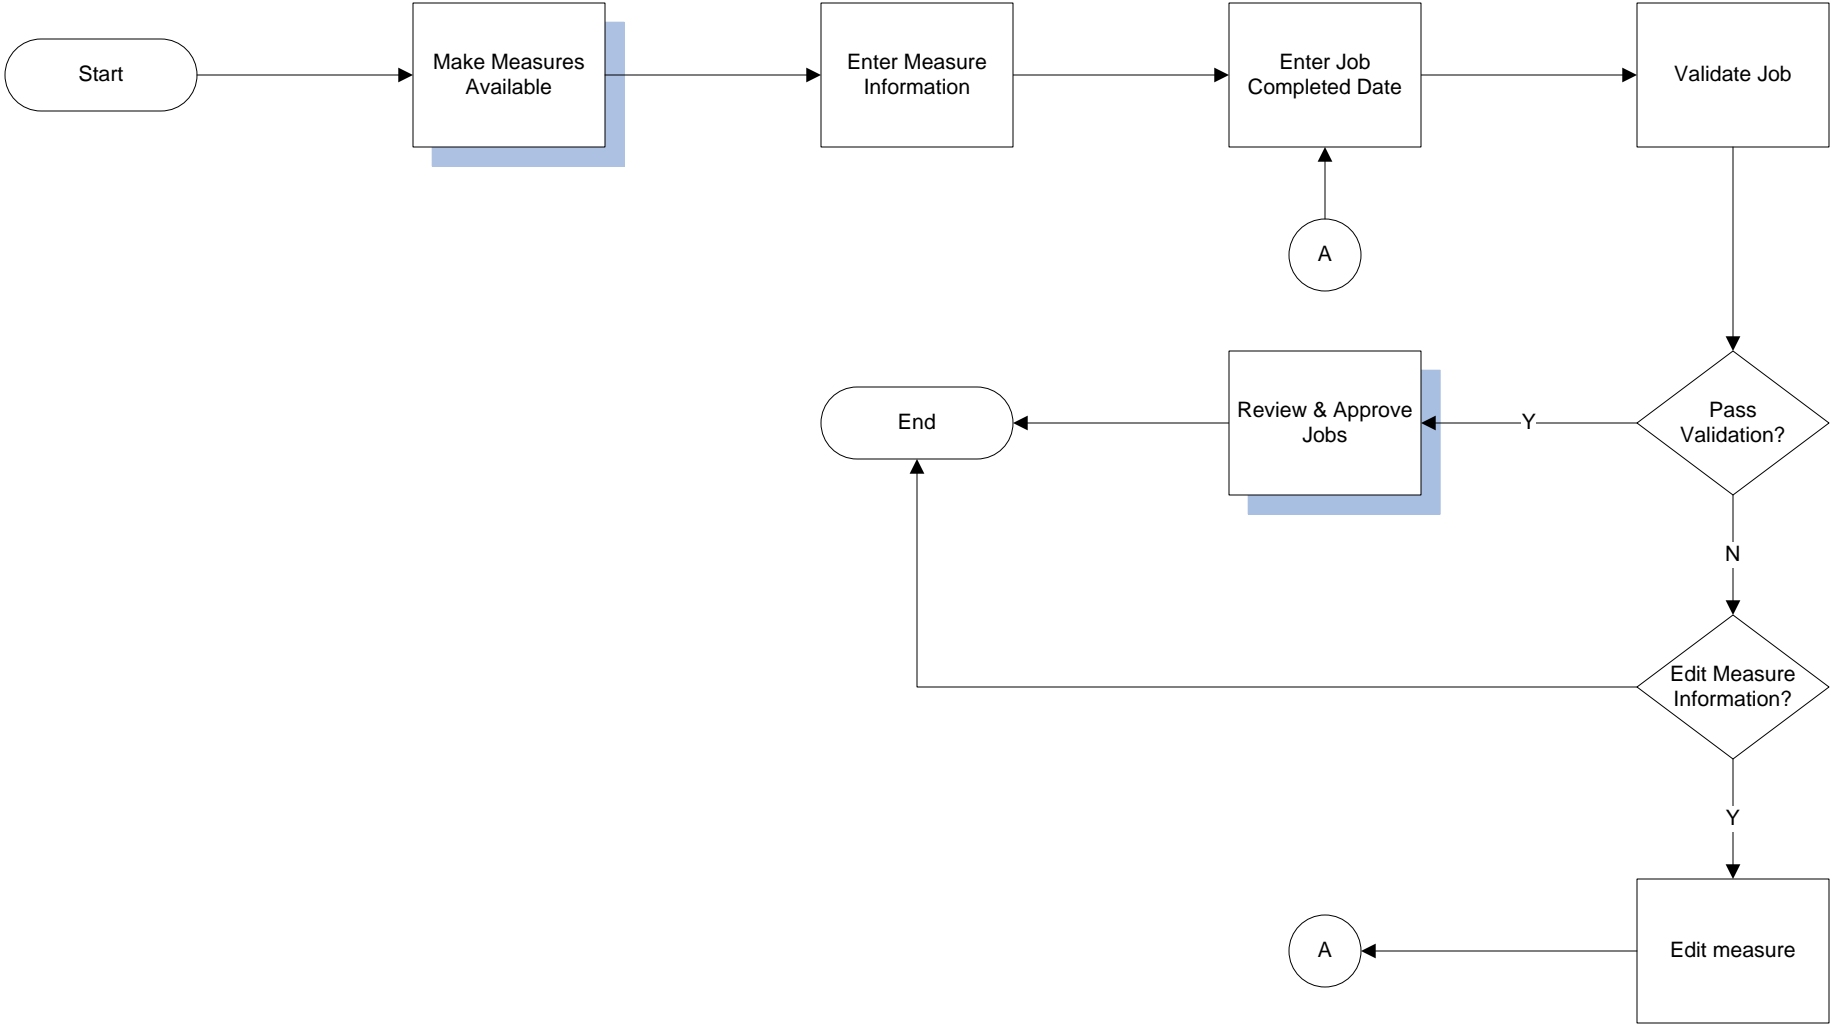 Start
Make Measures
Available
Enter Measure
Information
Enter Job
Completed Date
Validate Job
A
End
Review & Approve
Jobs
Y
Pass
Validation?
N
Edit Measure
Information?
Y
A
Edit measure